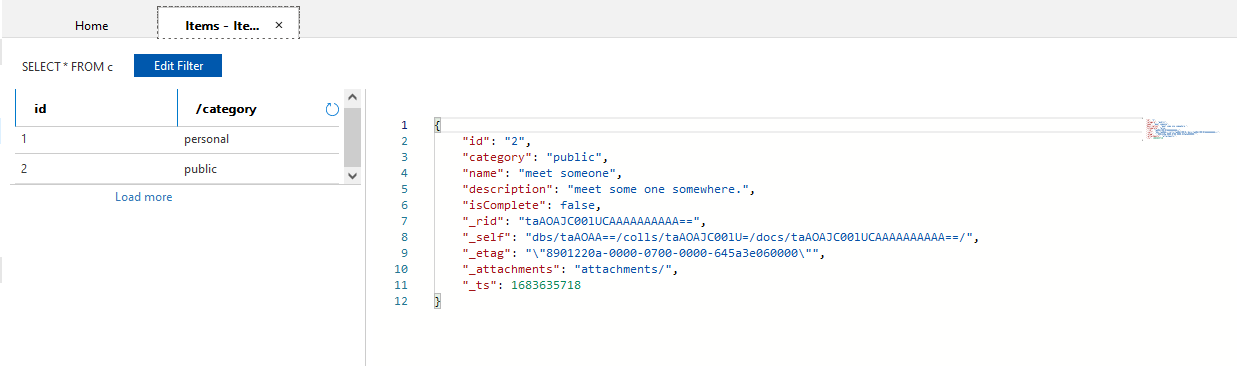 Home
Items - Ite... ×
SELECT * FROM c Edit Filter
id /category
1 personal
2 public
Load more
1 {
2 "id": "2",
3 "category": "public",
4 "name": "meet someone",
5 "description": "meet some one somewhere.",
6 "isComplete": false,
7 "_rid": "taAOAJC00lUCAAAAAAAAAA==",
8 "_self": "dbs/taAOAA==/colls/taAOAJC00lU=/docs/taAOAJC00lUCAAAAAAAAAA==/",
9 "_etag": "\"8901220a-0000-0700-0000-645a3e060000\"",
10 "_attachments": "attachments/",
11 "_ts": 1683635718
12 }